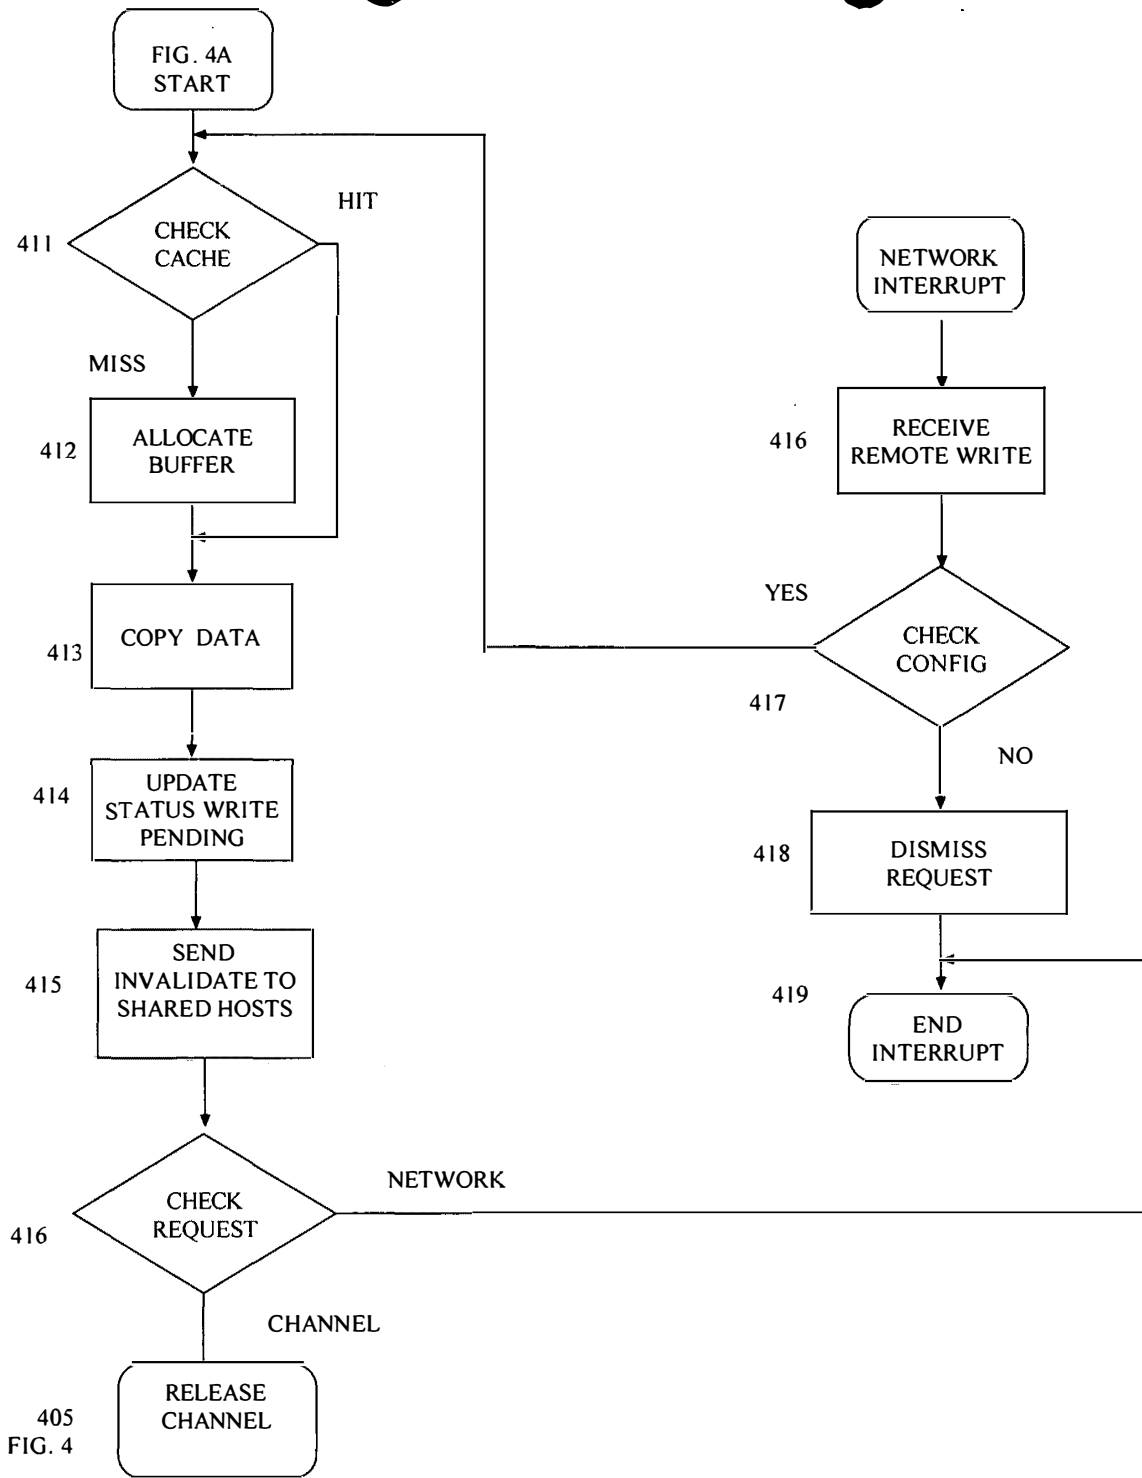 FIG. 4A
START
HIT
411
CHECK
CACHE
MISS
412
ALLOCATE
BUFFER
413
COPY DATA
414
UPDATE
STATUS WRITE
PENDING
415
SEND
INVALIDATE TO
SHARED HOSTS
416
CHECK
REQUEST
NETWORK
CHANNEL
405
FIG. 4
RELEASE
CHANNEL
NETWORK
INTERRUPT
416
RECEIVE
REMOTE WRITE
YES
417
CHECK
CONFIG
NO
418
DISMISS
REQUEST
419
END
INTERRUPT